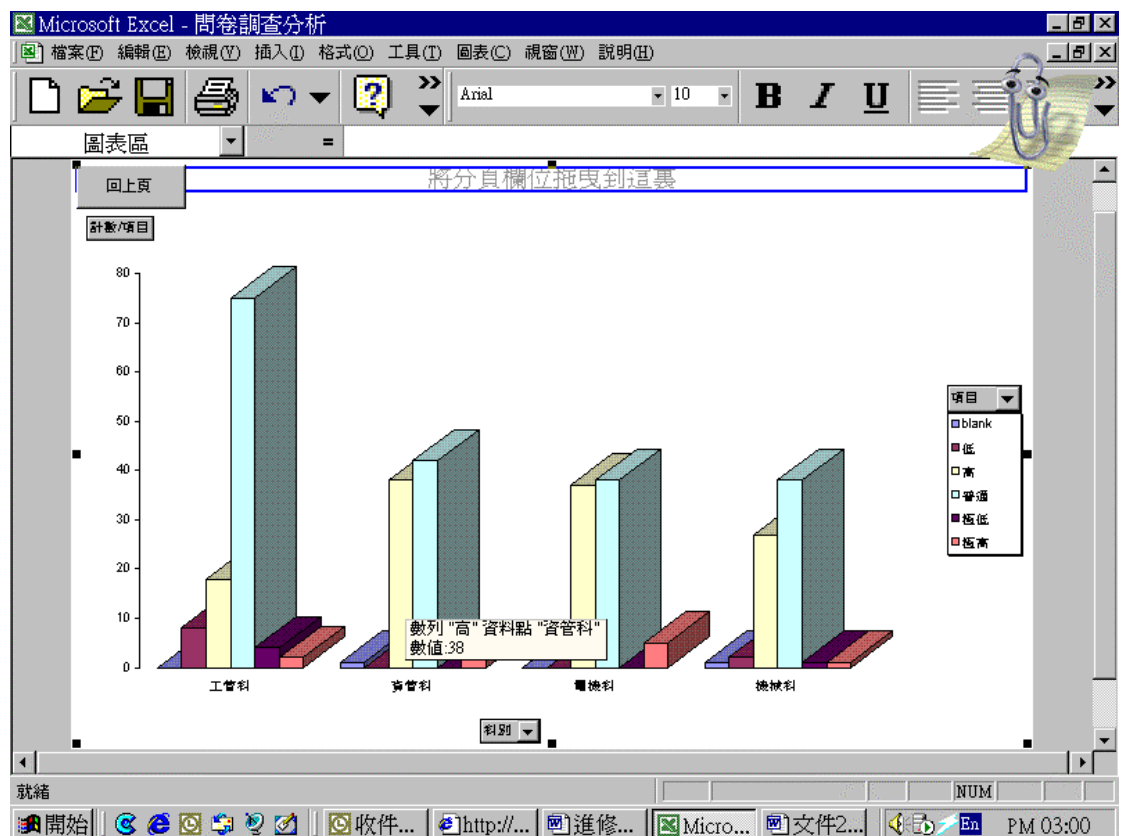 Microsoft Excel - 問卷調查分析
檔案(F) 編輯(E) 檢視(V) 插入(I) 格式(O) 工具(T) 圖表(C) 視窗(W) 說明(H)
Arial 10 B I U
圖表區 =
回上頁 將分頁欄位拖曳到這裏
計數/項目
80
70
60
50
40
30
20
10
0
數列 "高" 資料點 "資管科"
數值:38
工管科 資管科 電機科 機械科
項目
blank
低
高
普通
極低
極高
科別
就緒 NUM
開始 收件... http://... 進修... Micro... 文件2... En PM 03:00